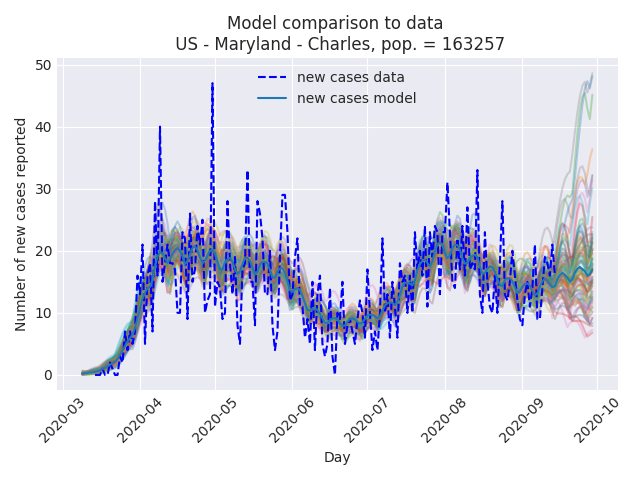 Model comparison to data
US - Maryland - Charles, pop. = 163257
new cases data
new cases model
Number of new cases reported
50
40
30
20
10
0
2020-03
2020-04
2020-05
2020-06
2020-07
2020-08
2020-09
2020-10
Day